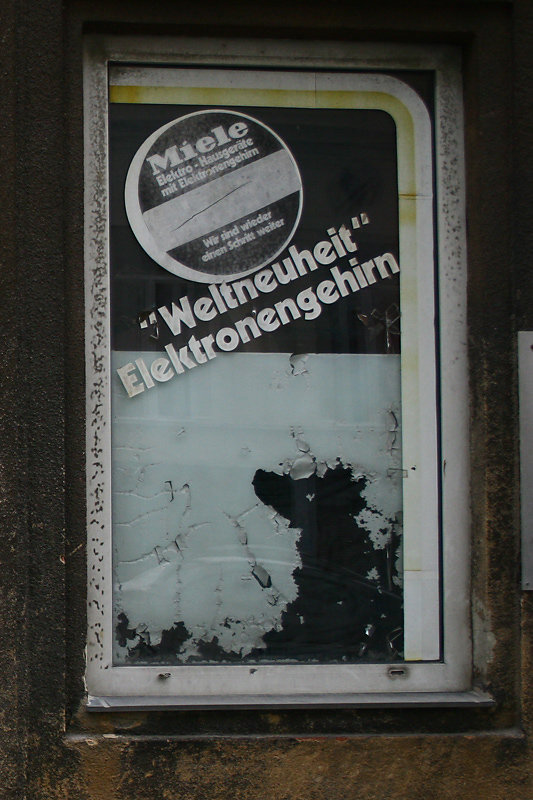 Miele
Elektro-Hausgeräte
mit Elektronengehirn
Wir sind wieder
einen Schritt weiter
"Weltneuheit"
Elektronengehirn